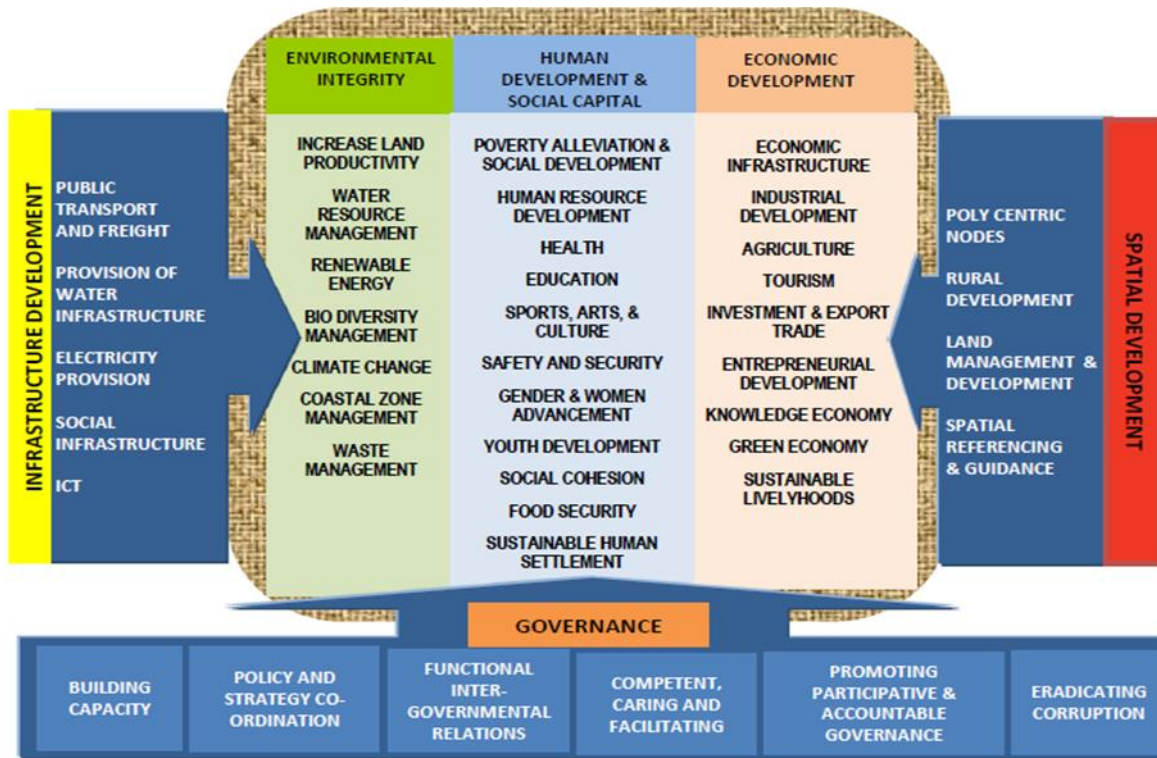 INFRASTRUCTURE DEVELOPMENT
PUBLIC
TRANSPORT
AND FREIGHT
PROVISION OF
WATER
INFRASTRUCTURE
ELECTRICITY
PROVISION
SOCIAL
INFRASTRUCTURE
ICT
ENVIRONMENTAL
INTEGRITY
INCREASE LAND
PRODUCTIVITY
WATER
RESOURCE
MANAGEMENT
RENEWABLE
ENERGY
BIO DIVERSITY
MANAGEMENT
CLIMATE CHANGE
COASTAL ZONE
MANAGEMENT
WASTE
MANAGEMENT
HUMAN
DEVELOPMENT &
SOCIAL CAPITAL
POVERTY ALLEVIATION &
SOCIAL DEVELOPMENT
HUMAN RESOURCE
DEVELOPMENT
HEALTH
EDUCATION
SPORTS, ARTS, &
CULTURE
SAFETY AND SECURITY
GENDER & WOMEN
ADVANCEMENT
YOUTH DEVELOPMENT
SOCIAL COHESION
FOOD SECURITY
SUSTAINABLE HUMAN
SETTLEMENT
ECONOMIC
DEVELOPMENT
ECONOMIC
INFRASTRUCTURE
INDUSTRIAL
DEVELOPMENT
AGRICULTURE
TOURISM
INVESTMENT & EXPORT
TRADE
ENTREPRENEURIAL
DEVELOPMENT
KNOWLEDGE ECONOMY
GREEN ECONOMY
SUSTAINABLE
LIVELYHOODS
POLY CENTRIC
NODES
RURAL
DEVELOPMENT
LAND
MANAGEMENT &
DEVELOPMENT
SPATIAL
REFERENCING
& GUIDANCE
SPATIAL DEVELOPMENT
GOVERNANCE
BUILDING
CAPACITY
POLICY AND
STRATEGY CO-
ORDINATION
FUNCTIONAL
INTER-
GOVERNMENTAL
RELATIONS
COMPETENT,
CARING AND
FACILITATING
PROMOTING
PARTICIPATIVE &
ACCOUNTABLE
GOVERNANCE
ERADICATING
CORRUPTION